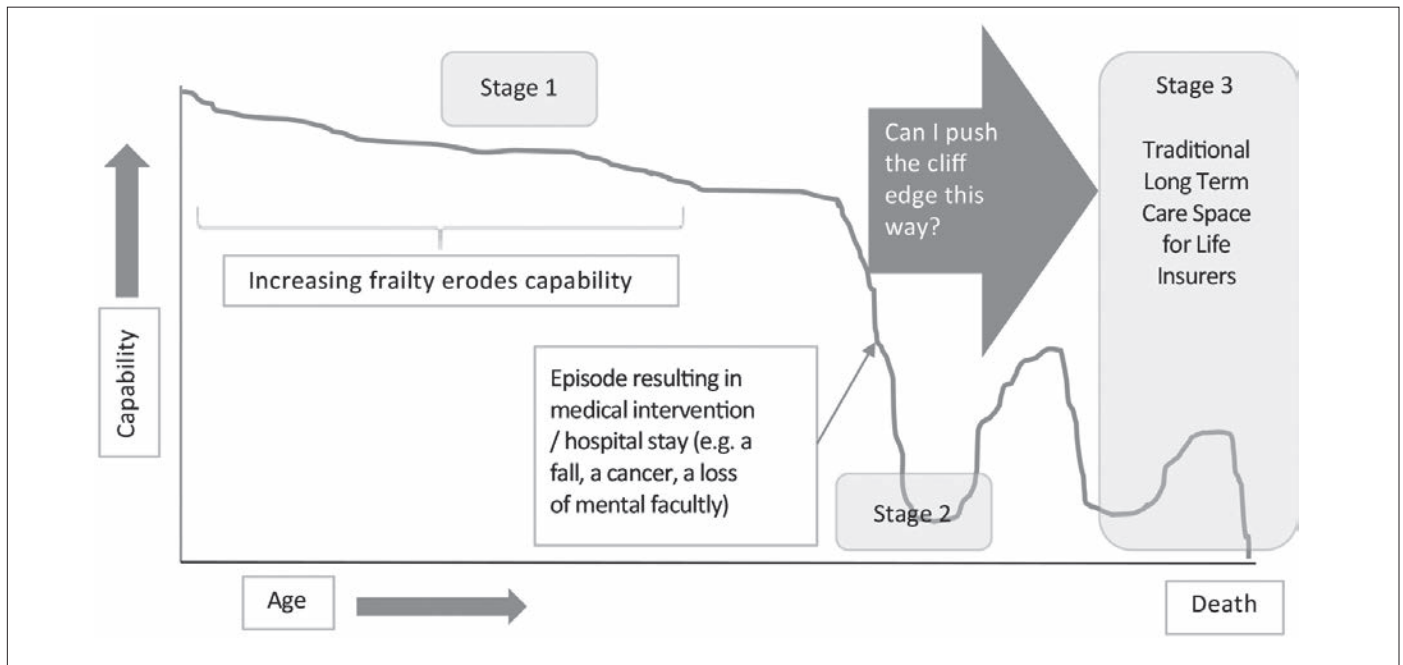 Stage 1
Can I push
the cliff
edge this
way?
Stage 3
Traditional
Long Term
Care Space
for Life
Insurers
Increasing frailty erodes capability
Capability
Episode resulting in
medical intervention
/ hospital stay (e.g. a
fall, a cancer, a loss
of mental facultly)
Stage 2
Age
Death